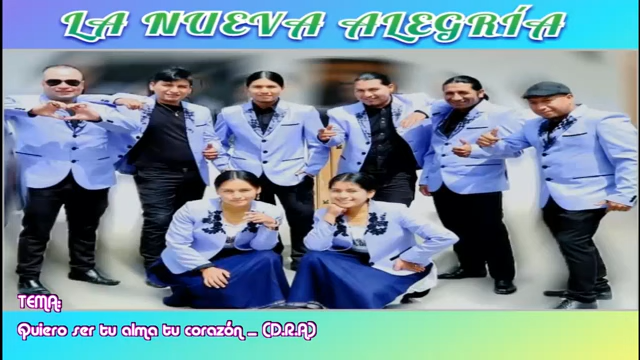 LA NUEVA ALEGRÍA
TEMA:
Quiero ser tu alma tu corazón ... (D.R.A)